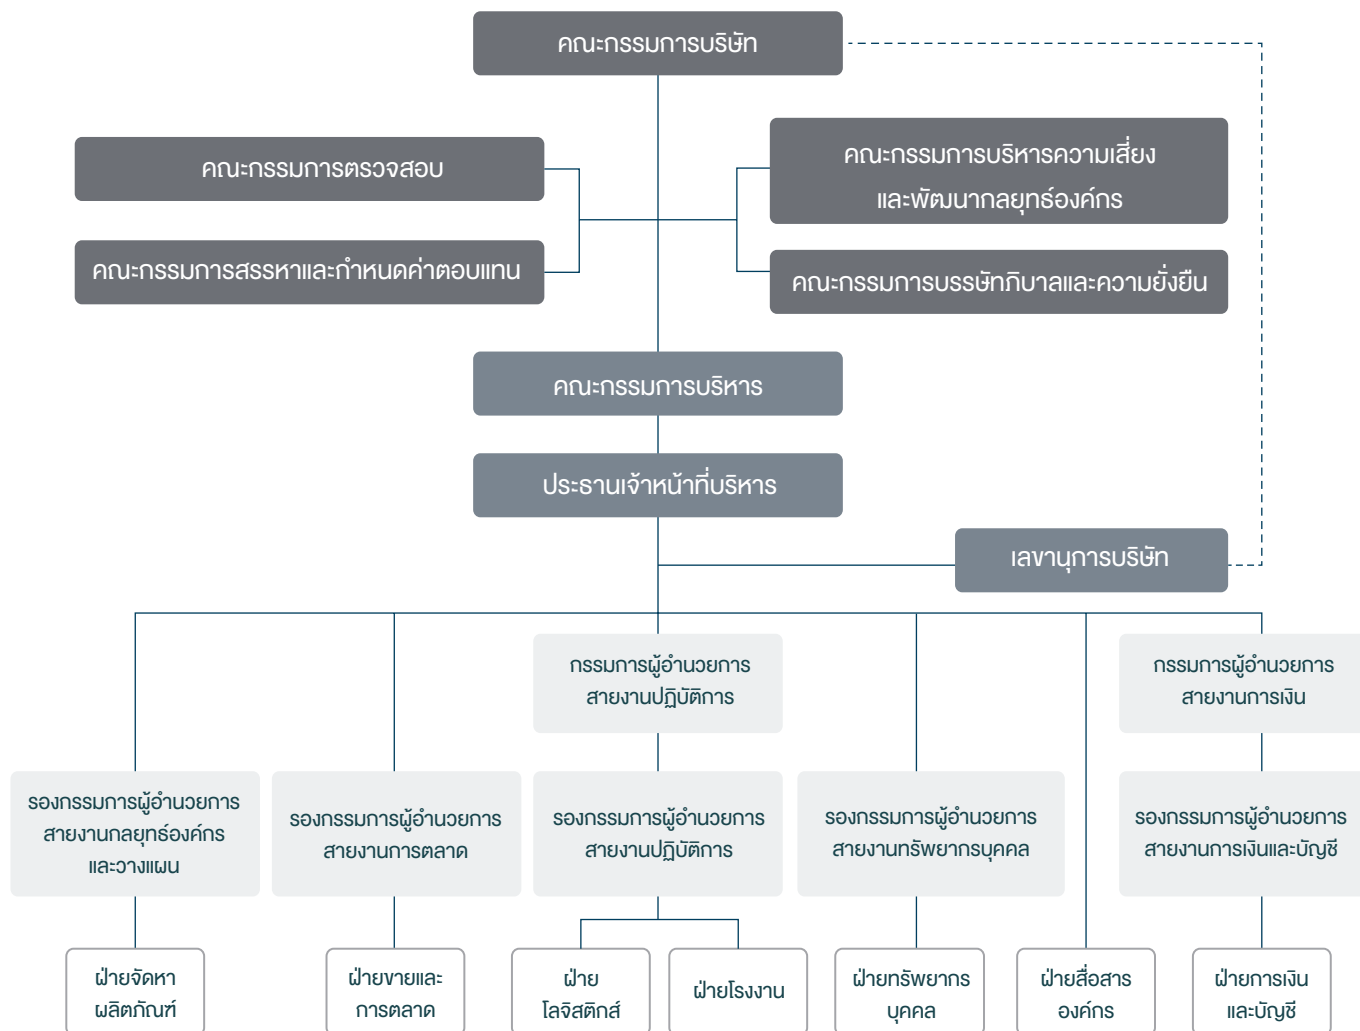 คณะกรรมการบริษัท
คณะกรรมการตรวจสอบ
คณะกรรมการบริหารความเสี่ยง
และพัฒนากลยุทธ์องค์กร
คณะกรรมการสรรหาและกำหนดค่าตอบแทน
คณะกรรมการบรรษัทภิบาลและความยั่งยืน
คณะกรรมการบริหาร
ประธานเจ้าหน้าที่บริหาร
เลขานุการบริษัท
กรรมการผู้อำนวยการ
สายงานปฏิบัติการ
กรรมการผู้อำนวยการ
สายงานการเงิน
รองกรรมการผู้อำนวยการ
สายงานกลยุทธ์องค์กร
และวางแผน
รองกรรมการผู้อำนวยการ
สายงานการตลาด
รองกรรมการผู้อำนวยการ
สายงานปฏิบัติการ
รองกรรมการผู้อำนวยการ
สายงานทรัพยากรบุคคล
รองกรรมการผู้อำนวยการ
สายงานการเงินและบัญชี
ฝ่ายจัดหา
ผลิตภัณฑ์
ฝ่ายขายและ
การตลาด
ฝ่าย
โลจิสติกส์
ฝ่ายโรงงาน
ฝ่ายทรัพยากร
บุคคล
ฝ่ายสื่อสาร
องค์กร
ฝ่ายการเงิน
และบัญชี